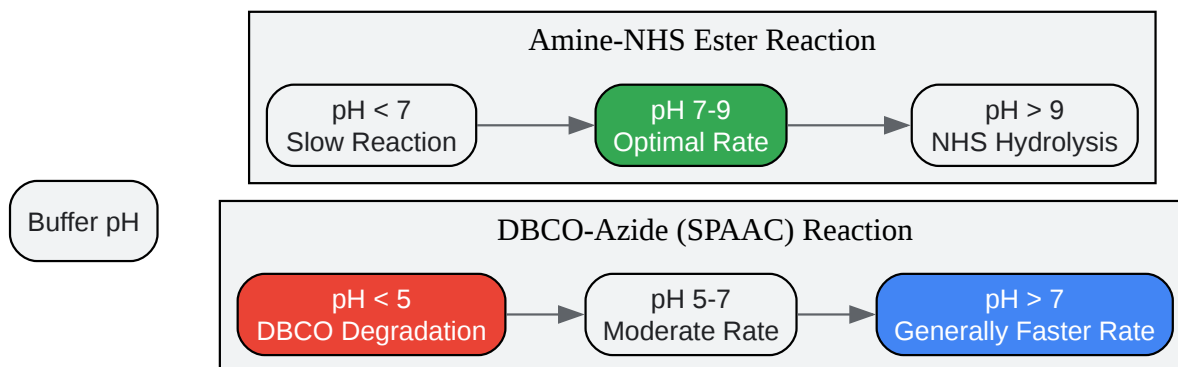 Amine-NHS Ester Reaction
pH < 7
Slow Reaction
pH 7-9
Optimal Rate
pH > 9
NHS Hydrolysis
Buffer pH
DBCO-Azide (SPAAC) Reaction
pH < 5
DBCO Degradation
pH 5-7
Moderate Rate
pH > 7
Generally Faster Rate